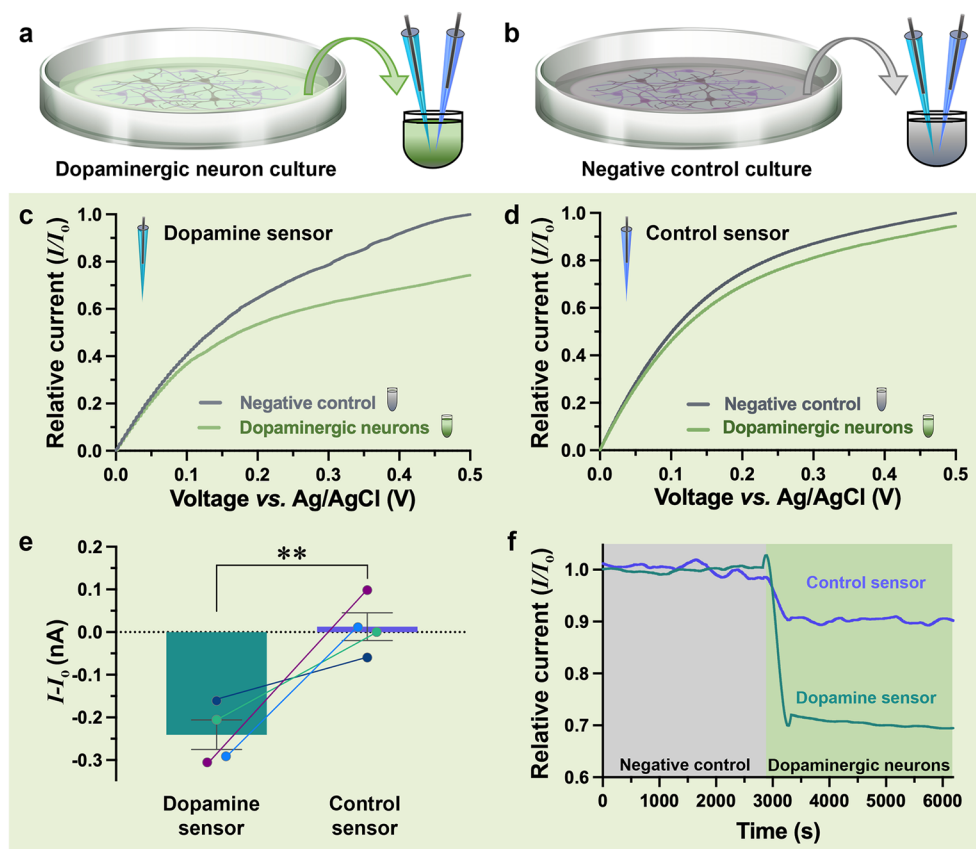 a
b
Dopaminergic neuron culture
Negative control culture
c
Dopamine sensor
Relative current (I/I₀)
1.0
0.8
0.6
0.4
0.2
0.0
Negative control
Dopaminergic neurons
0.0 0.1 0.2 0.3 0.4 0.5
Voltage vs. Ag/AgCl (V)
d
Control sensor
Relative current (I/I₀)
1.0
0.8
0.6
0.4
0.2
0.0
Negative control
Dopaminergic neurons
0.0 0.1 0.2 0.3 0.4 0.5
Voltage vs. Ag/AgCl (V)
e
I-I₀ (nA)
0.2
0.1
0.0
-0.1
-0.2
-0.3
**
Dopamine
sensor
Control
sensor
f
Relative current (I/I₀)
1.0
0.9
0.8
0.7
0.6
Control sensor
Dopamine sensor
Negative control
Dopaminergic neurons
0 1000 2000 3000 4000 5000 6000
Time (s)